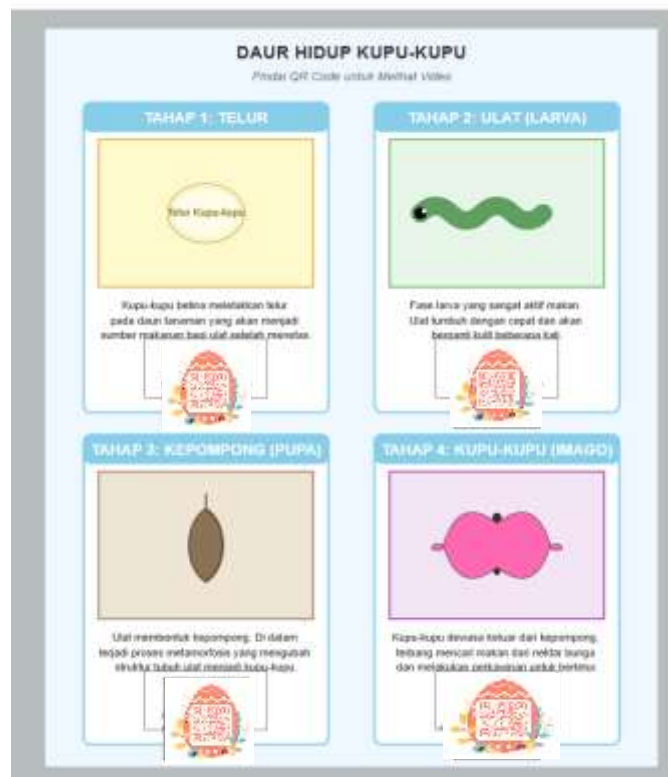 DAUR HIDUP KUPU-KUPU
Pindai QR Code untuk Melihat Video
TAHAP 1: TELUR
Telur Kupu-kupu
Kupu-kupu betina meletakkan telur
pada daun tanaman yang akan menjadi
sumber makanan bagi ulat setelah menetas.
TAHAP 2: ULAT (LARVA)
Fase larva yang sangat aktif makan.
Ulat tumbuh dengan cepat dan akan
berganti kulit beberapa kali.
TAHAP 3: KEPOMPONG (PUPA)
Ulat membentuk kepompong. Di dalam
terjadi proses metamorfosis yang mengubah
struktur tubuh ulat menjadi kupu-kupu.
TAHAP 4: KUPU-KUPU (IMAGO)
Kupu-kupu dewasa keluar dari kepompong,
terbang mencari makan dari nektar bunga
dan melakukan perkawinan untuk bertelur.